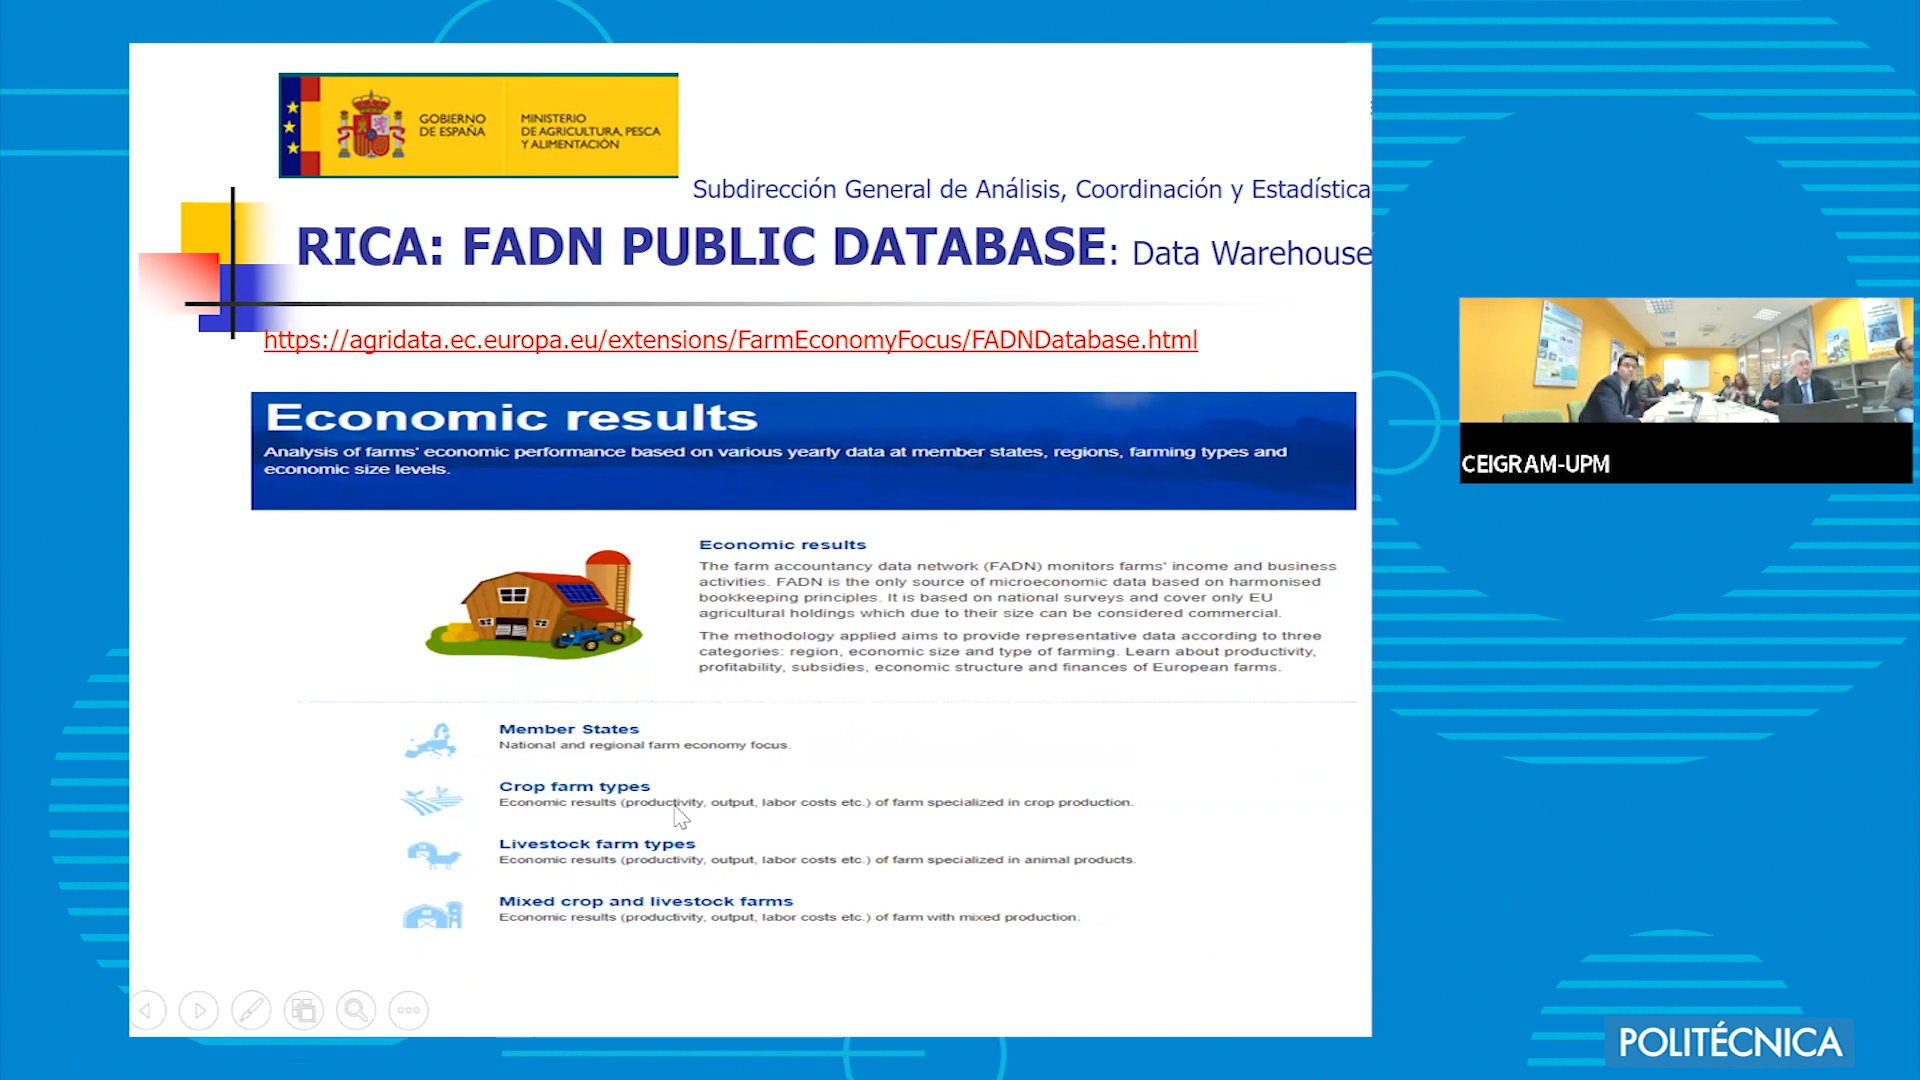 GOBIERNO
DE ESPAÑA
MINISTERIO
DE AGRICULTURA, PESCA
Y ALIMENTACIÓN
Subdirección General de Análisis, Coordinación y Estadística
RICA: FADN PUBLIC DATABASE: Data Warehouse
https://agridata.ec.europa.eu/extensions/FarmEconomyFocus/FADNDatabase.html
Economic results
Analysis of farms' economic performance based on various yearly data at member states, regions, farming types and
economic size levels.
Economic results
The farm accountancy data network (FADN) monitors farms' income and business
activities. FADN is the only source of microeconomic data based on harmonised
bookkeeping principles. It is based on national surveys and cover only EU
agricultural holdings which due to their size can be considered commercial.
The methodology applied aims to provide representative data according to three
categories: region, economic size and type of farming. Learn about productivity,
profitability, subsidies, economic structure and finances of European farms.
Member States
National and regional farm economy focus.
Crop farm types
Economic results (productivity, output, labor costs etc.) of farm specialized in crop production.
Livestock farm types
Economic results (productivity, output, labor costs etc.) of farm specialized in animal products.
Mixed crop and livestock farms
Economic results (productivity, output, labor costs etc.) of farm with mixed production.
CEIGRAM-UPM
POLITÉCNICA